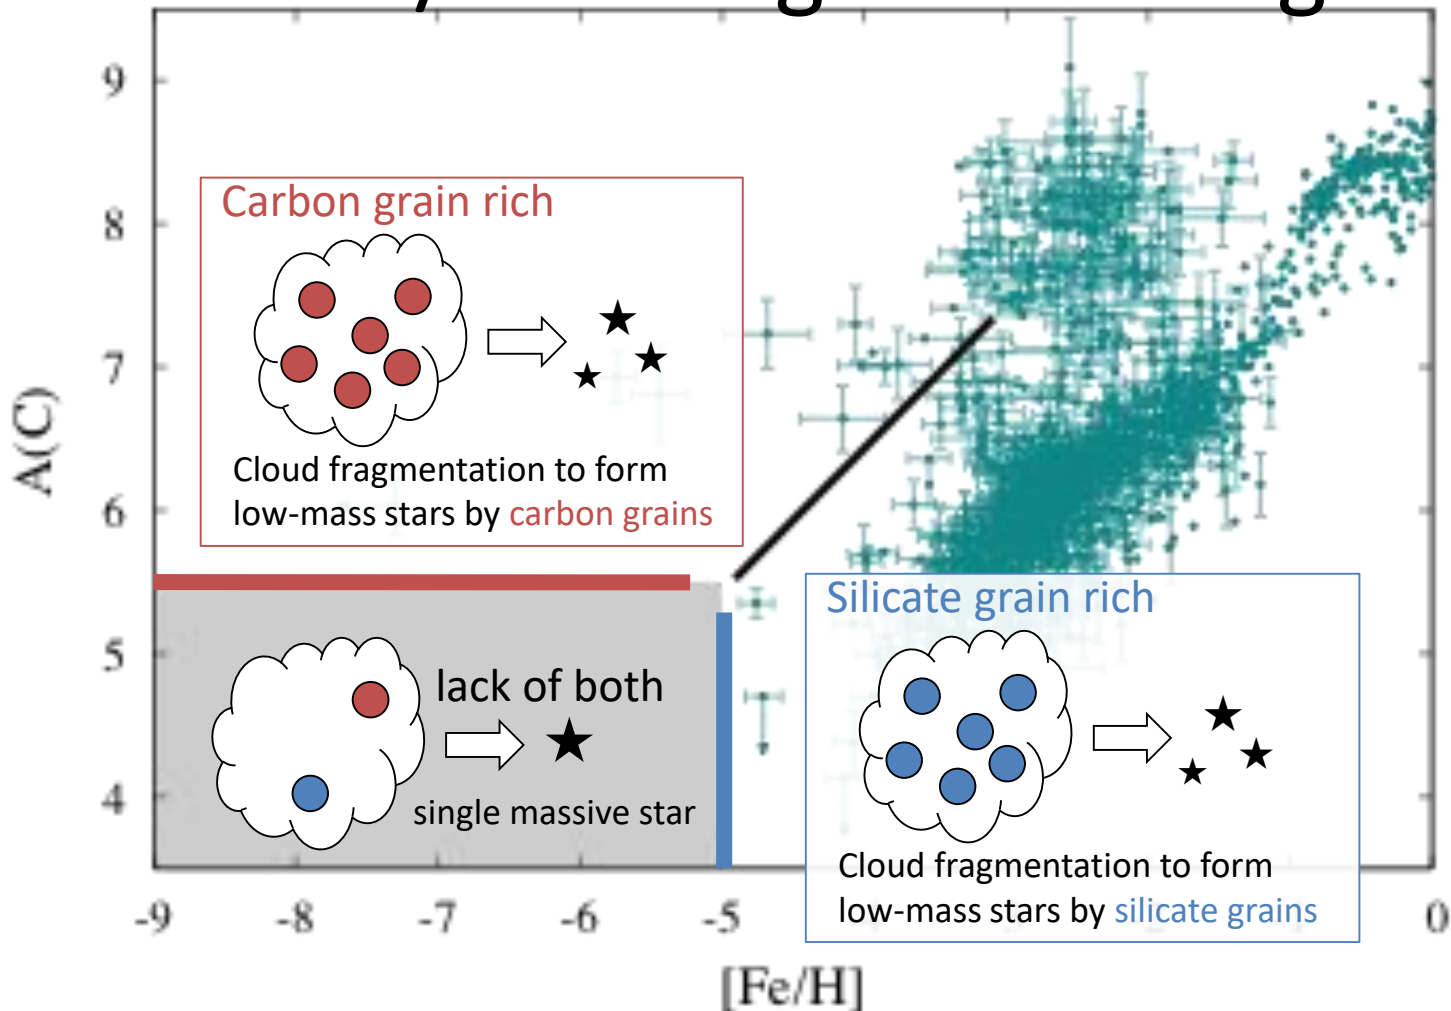 9
8
7
6
5
4
A(C)
Carbon grain rich
Cloud fragmentation to form
low-mass stars by carbon grains
lack of both
single massive star
Silicate grain rich
Cloud fragmentation to form
low-mass stars by silicate grains
-9 -8 -7 -6 -5 0
[Fe/H]